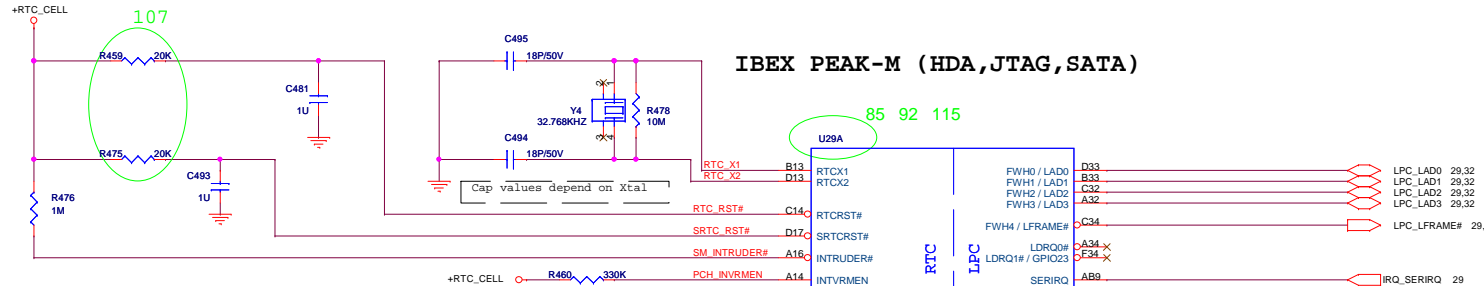 +RTC_CELL
107
R459 20K
C481
1U
R475 20K
C493
1U
R476
1M
C495
18P/50V
Y4
32.768KHZ
2
1
3
4
R478
10M
C494
18P/50V
Cap values depend on Xtal
IBEX PEAK-M (HDA,JTAG,SATA)
85 92 115
U29A
RTC_X1 B13 RTCX1
RTC_X2 D13 RTCX2
RTC_RST# C14 RTCRST#
SRTC_RST# D17 SRTCRST#
SM_INTRUDER# A16 INTRUDER#
+RTC_CELL R460 330K PCH_INVRMEN A14 INTVRMEN
RTC
LPC
FWH0 / LAD0 D33 LPC_LAD0 29,32
FWH1 / LAD1 B33 LPC_LAD1 29,32
FWH2 / LAD2 C32 LPC_LAD2 29,32
FWH3 / LAD3 A32 LPC_LAD3 29,32
FWH4 / LFRAME# C34 LPC_LFRAME# 29,
LDRQ0# A34
LDRQ1# / GPIO23 F34
SERIRQ AB9 IRQ_SERIRQ 29